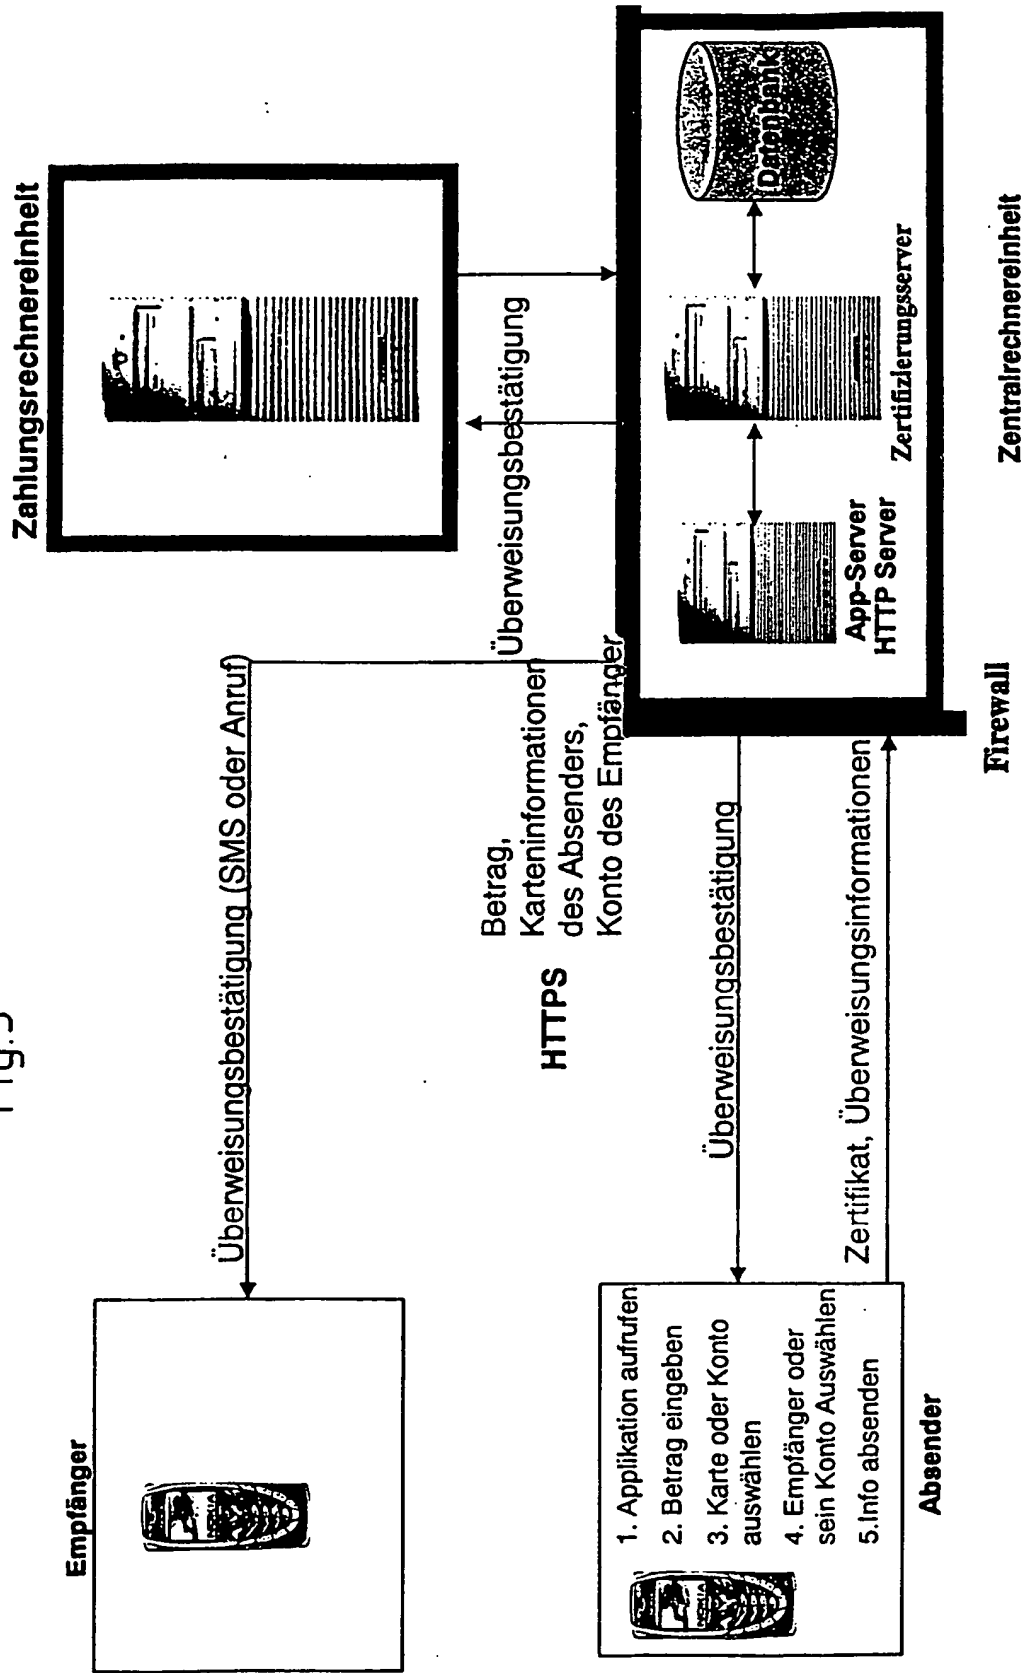 Fig.5
Empfänger
Überweisungsbestätigung (SMS oder Anruf)
Zahlungsrechnereinheit
Betrag,
Karteninformationen
des Absenders,
Konto des Empfänger
Überweisungsbestätigung
HTTPS
1. Applikation aufrufen
2. Betrag eingeben
3. Karte oder Konto
auswählen
4. Empfänger oder
sein Konto Auswählen
5.Info absenden
Absender
Überweisungsbestätigung
Zertifikat, Überweisungsinformationen
Firewall
App-Server
HTTP Server
Zertifizierungsserver
Datenbank
Zentralrechnereinheit